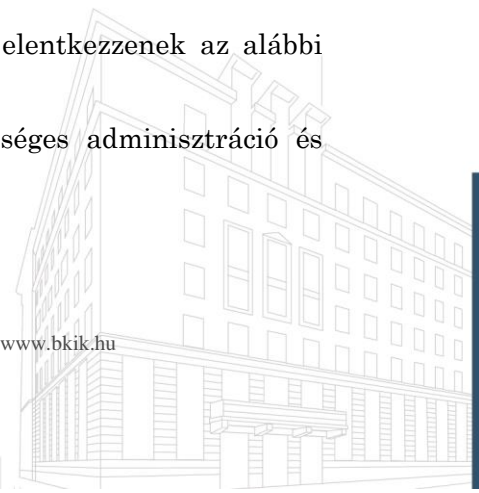 elentkezzenek az alábbi
séges adminisztráció és
www.bkik.hu